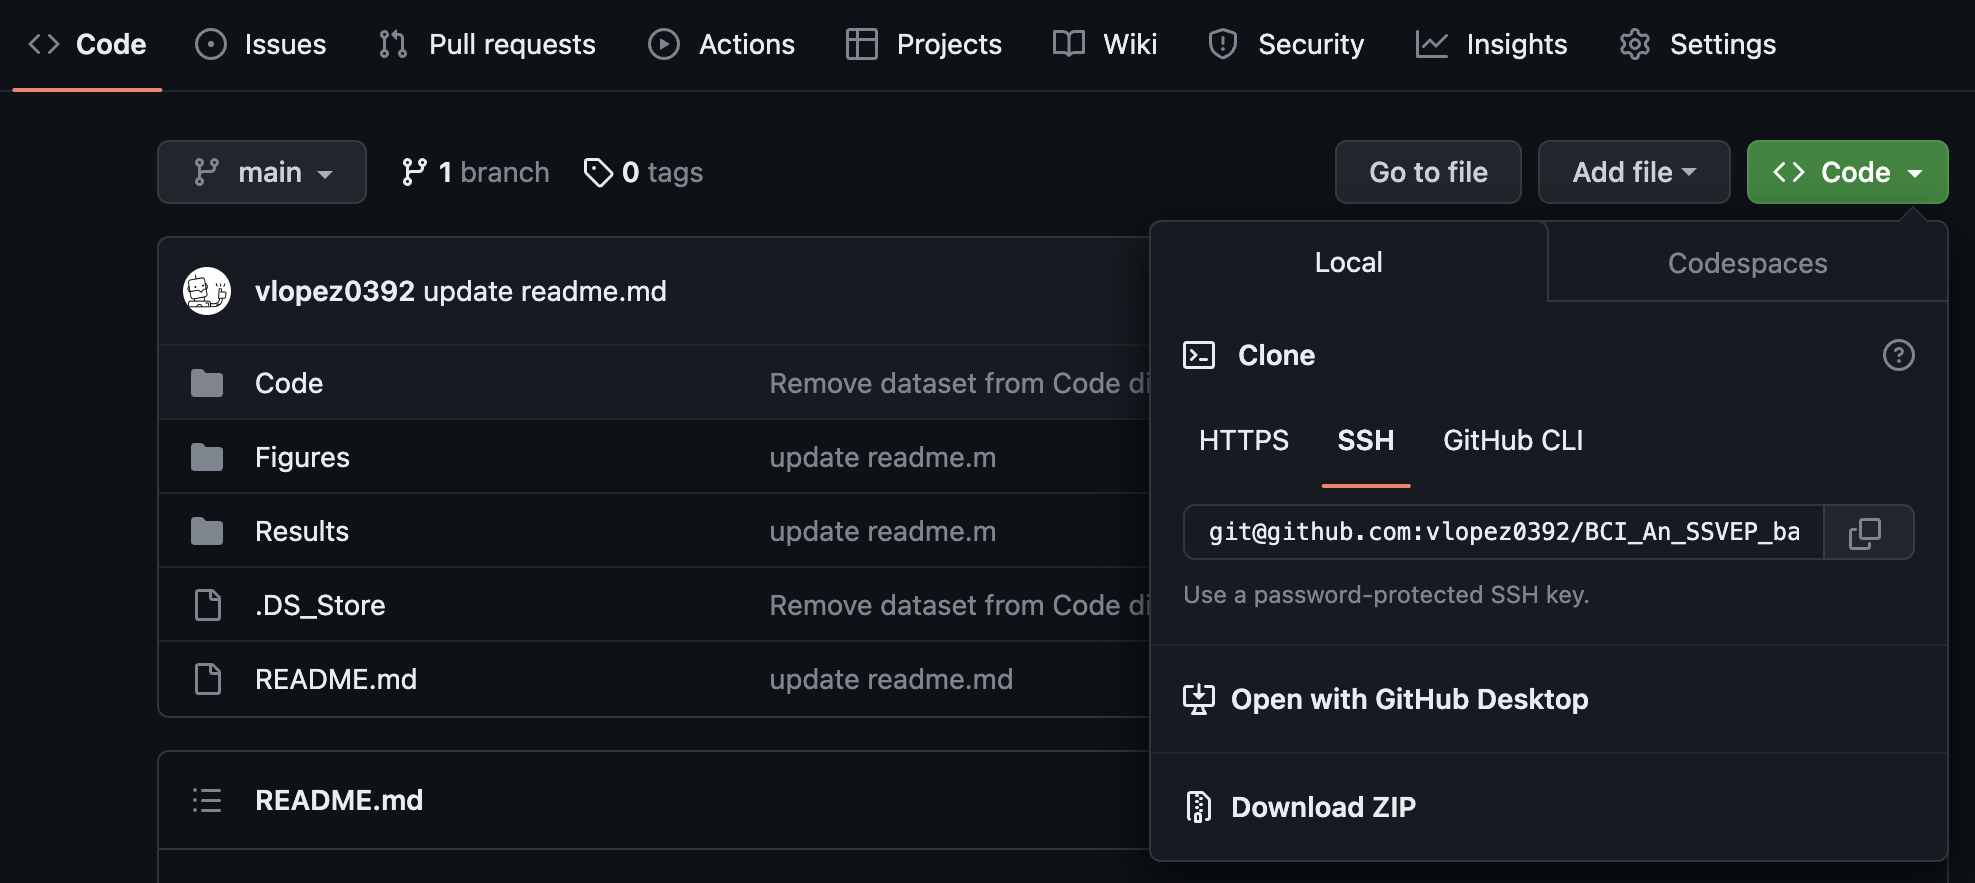 Code Issues Pull requests Actions Projects Wiki Security Insights Settings
main 1 branch 0 tags Go to file Add file Code
Local Codespaces
vlopez0392 update readme.md
Clone
Code Remove dataset from Code di
HTTPS SSH GitHub CLI
Figures update readme.m
Results update readme.m
git@github.com:vlopez0392/BCI_An_SSVEP_ba
Use a password-protected SSH key.
.DS_Store Remove dataset from Code di
README.md update readme.md
Open with GitHub Desktop
README.md
Download ZIP